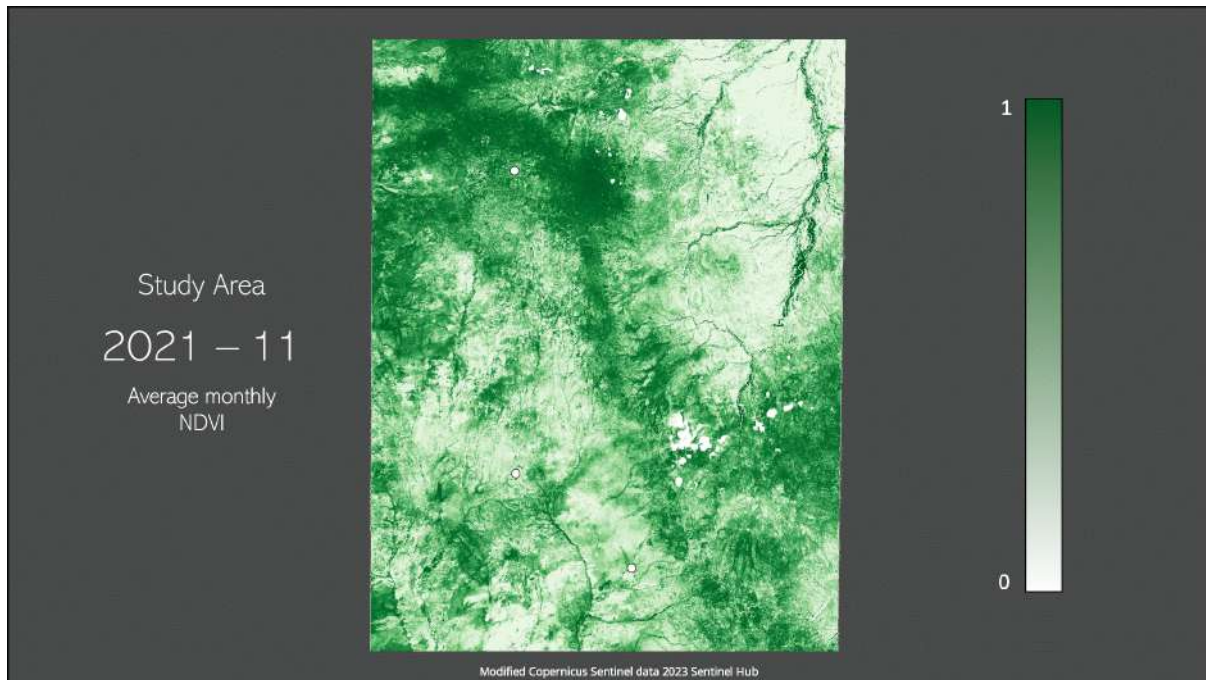 Study Area
2021 – 11
Average monthly
NDVI
1
0
Modified Copernicus Sentinel data 2023 Sentinel Hub